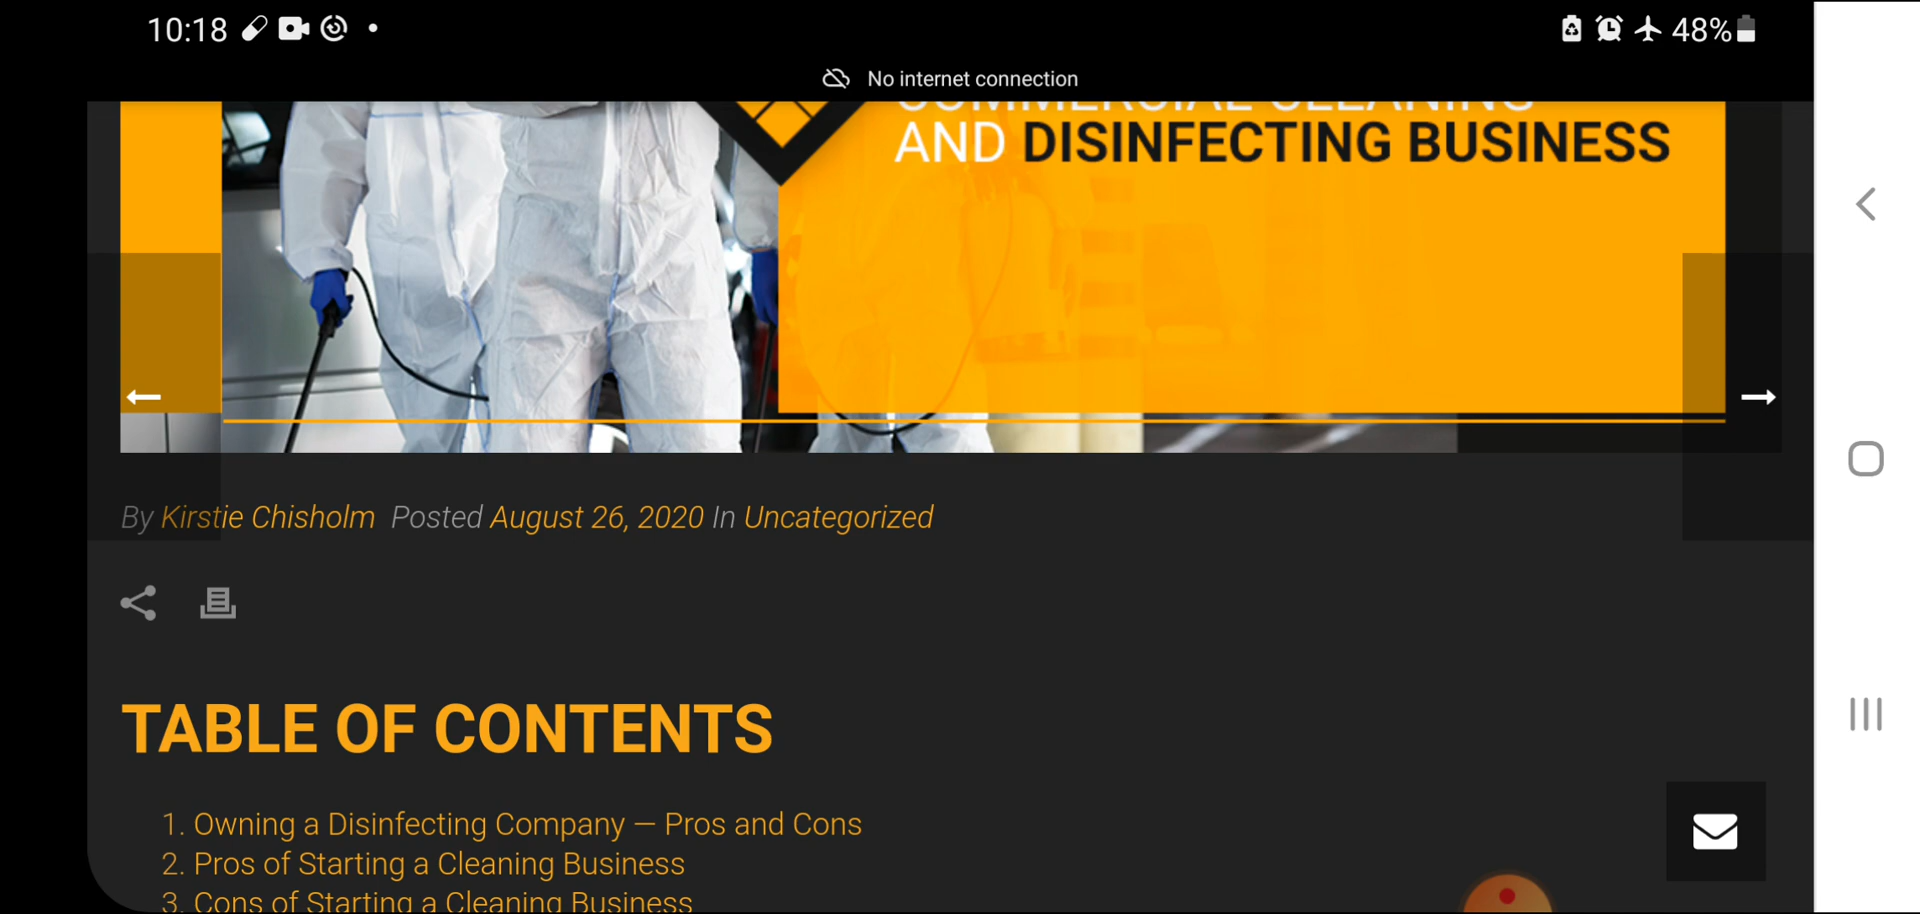 10:18
48%
No internet connection
COMMERCIAL CLEANING
AND DISINFECTING BUSINESS
By Kirstie Chisholm Posted August 26, 2020 In Uncategorized
TABLE OF CONTENTS
1. Owning a Disinfecting Company — Pros and Cons
2. Pros of Starting a Cleaning Business
3. Cons of Starting a Cleaning Business